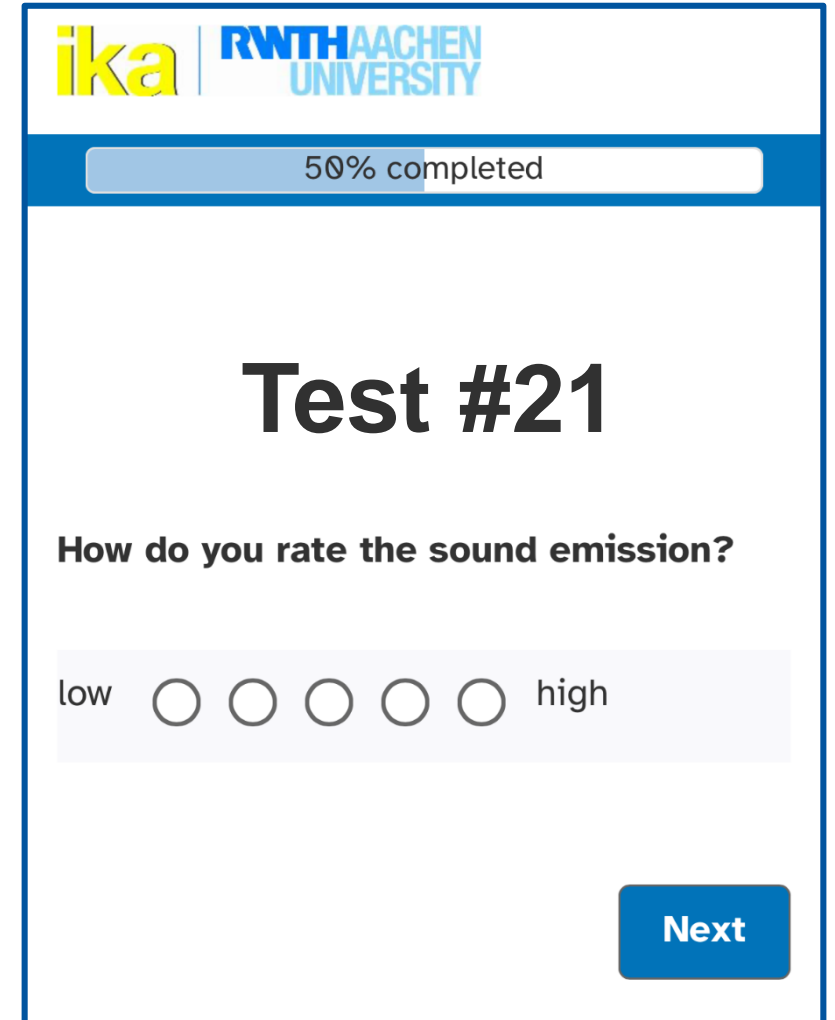 ika RWTHAACHEN
UNIVERSITY
50% completed
Test #21
How do you rate the sound emission?
low high
Next